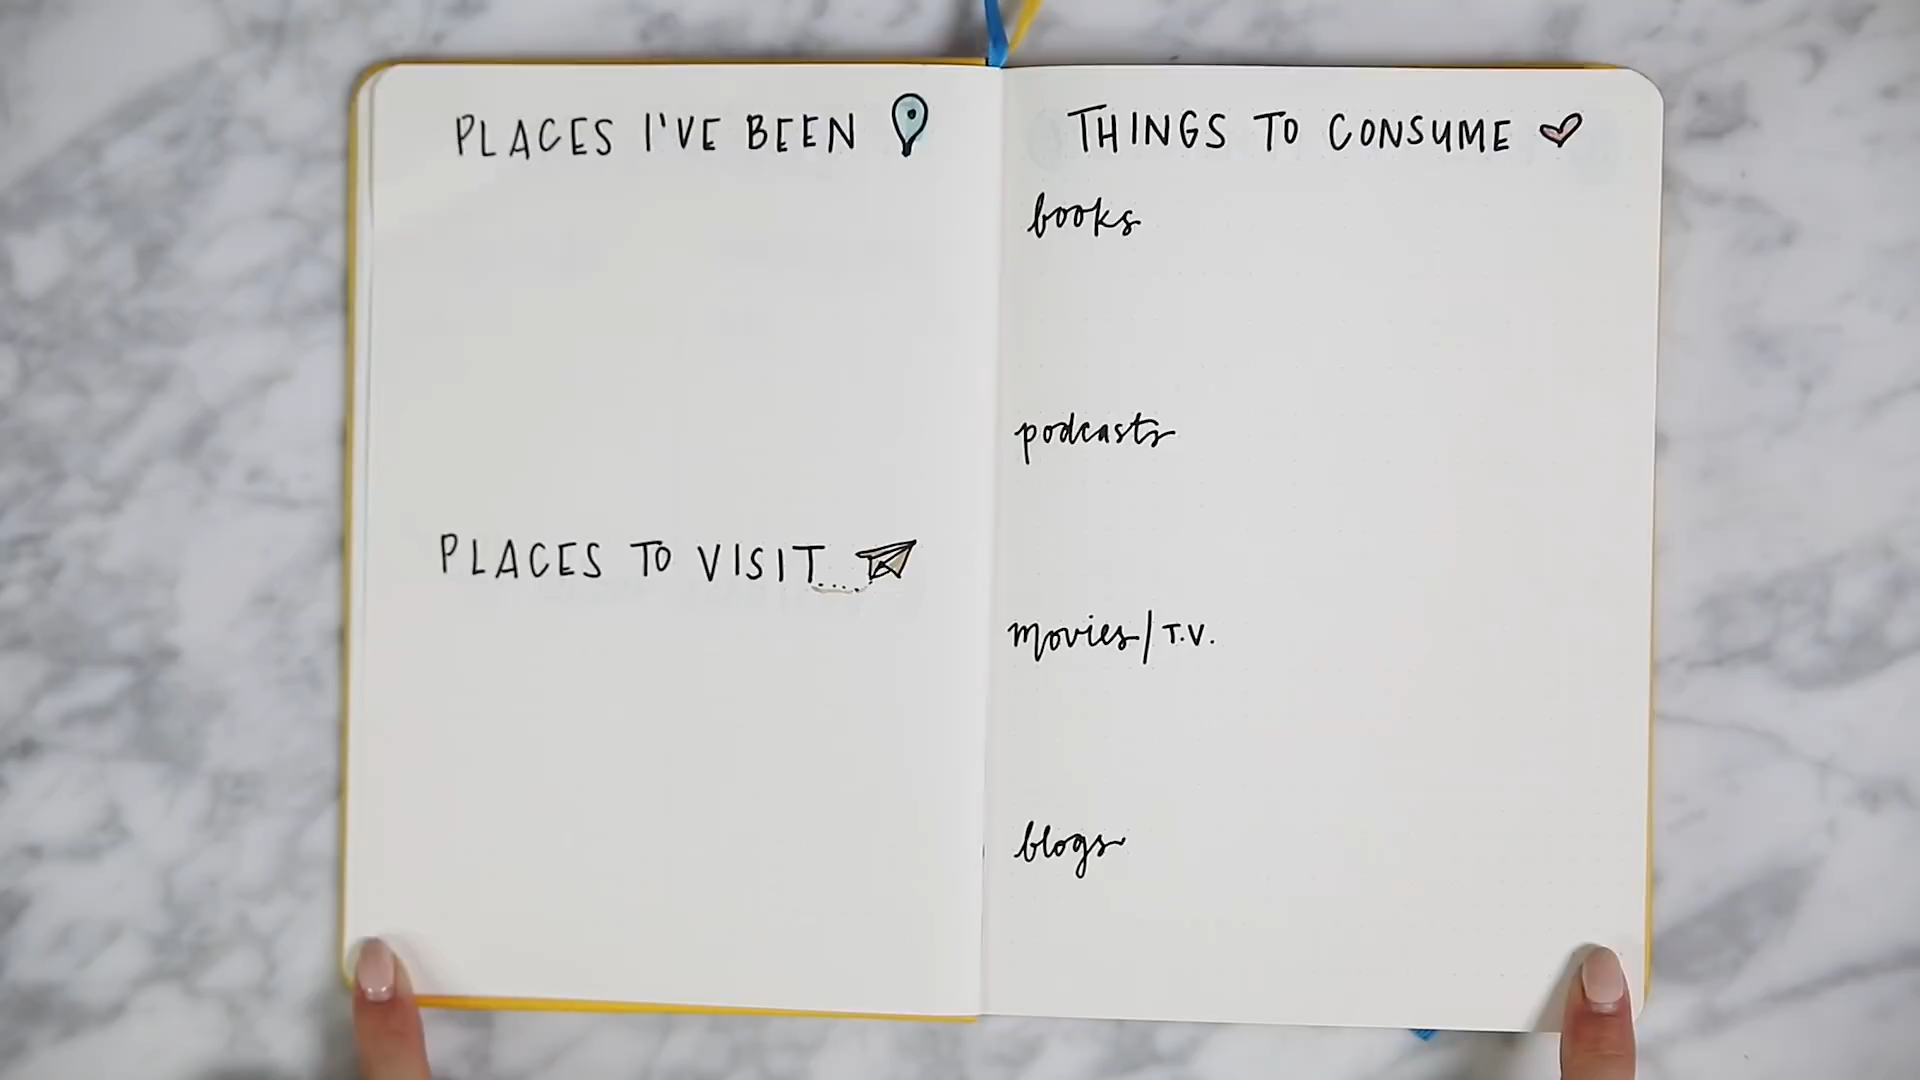 PLACES I'VE BEEN
PLACES TO VISIT
THINGS TO CONSUME
books
podcasts
movies/T.V.
blogs